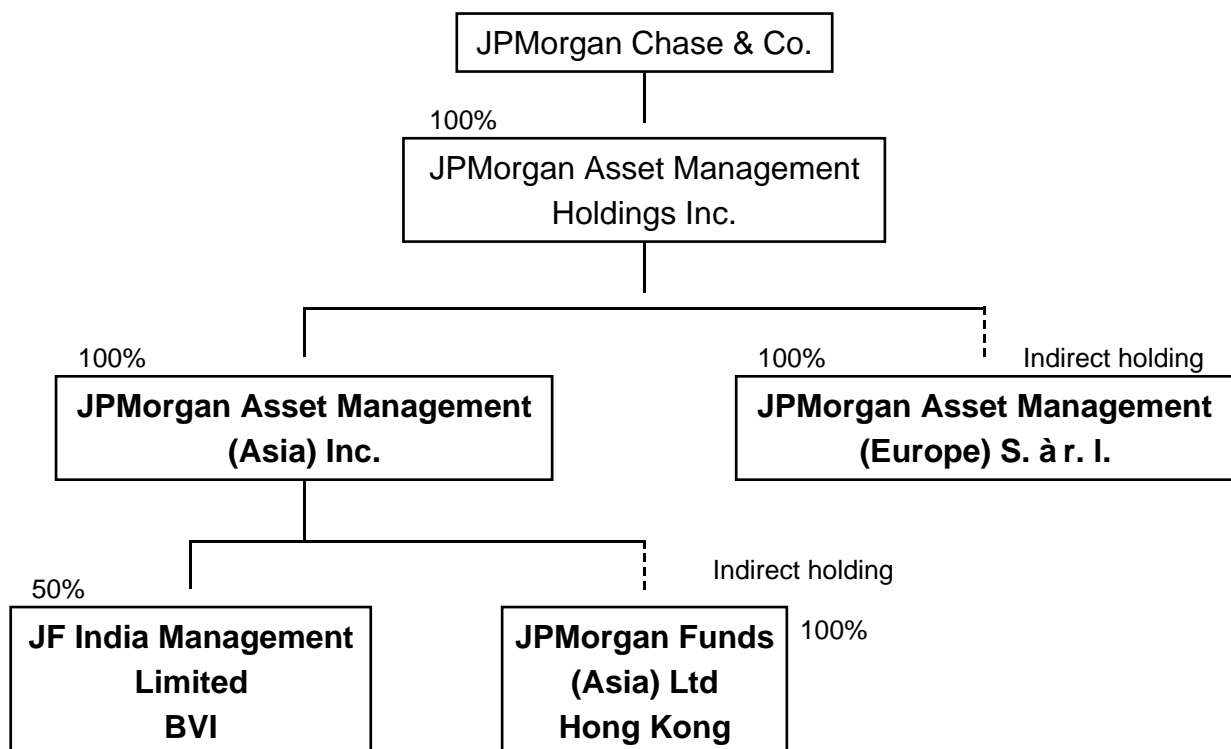 JPMorgan Chase & Co.
100%
JPMorgan Asset Management
Holdings Inc.
100%
JPMorgan Asset Management
(Asia) Inc.
100%
Indirect holding
JPMorgan Asset Management
(Europe) S. à r. l.
50%
JF India Management
Limited
BVI
Indirect holding
100%
JPMorgan Funds
(Asia) Ltd
Hong Kong